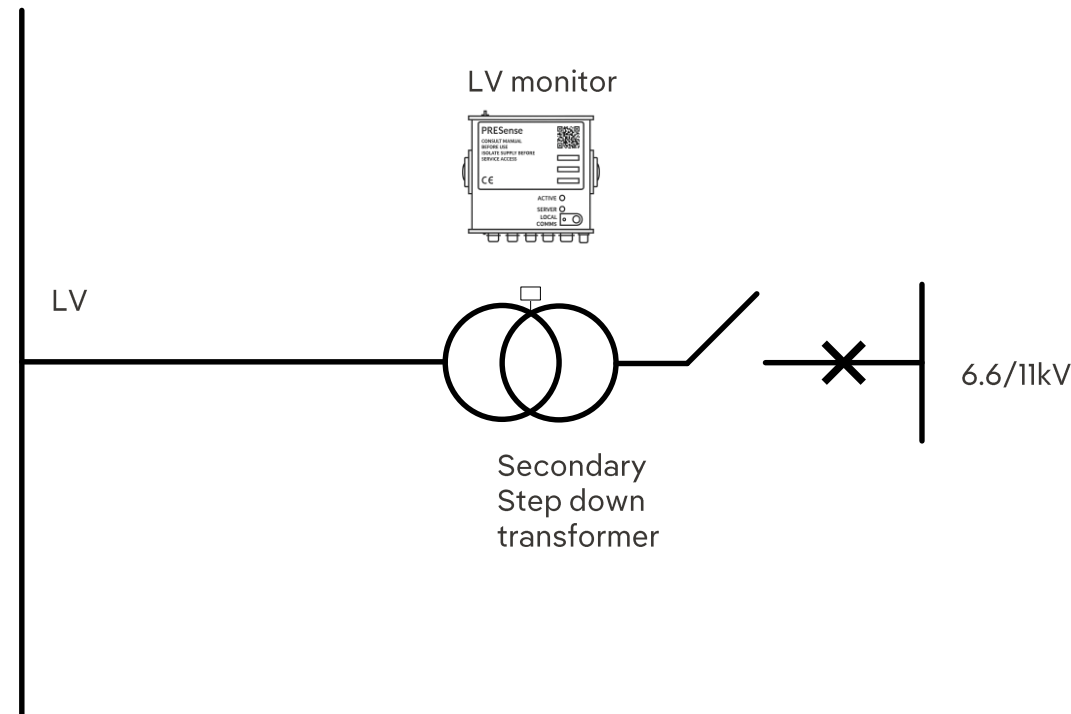 LV monitor
PRESense
CONSULT MANUAL
BEFORE USE
ISOLATE SUPPLY BEFORE
SERVICE ACCESS
CE
ACTIVE
SERVER
LOCAL
COMMS
LV
6.6/11kV
Secondary
Step down
transformer